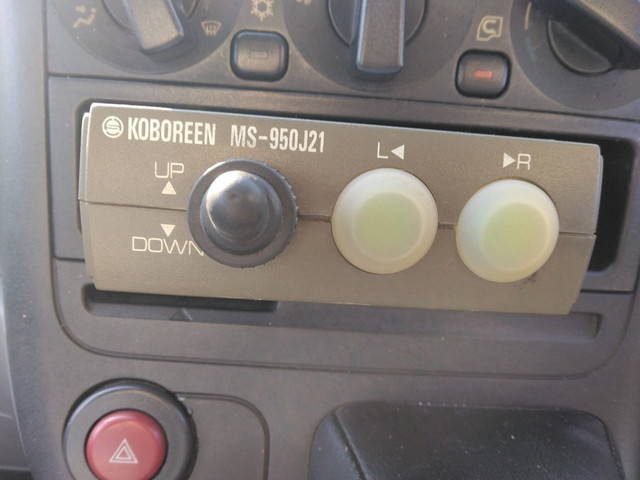 KOBOREEN MS-950J21
UP
DOWN
L◀
▶R